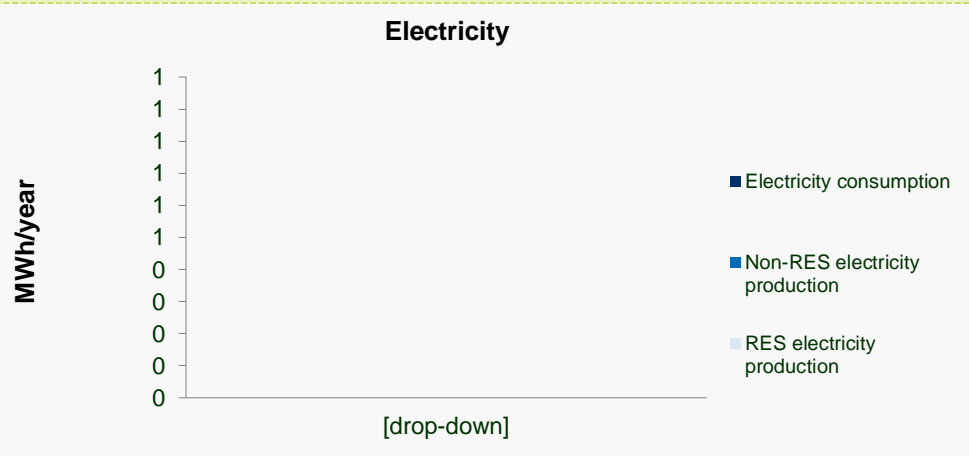 Electricity
MWh/year
1
1
1
1
1
1
0
0
0
0
0
[drop-down]
Electricity consumption
Non-RES electricity
production
RES electricity
production